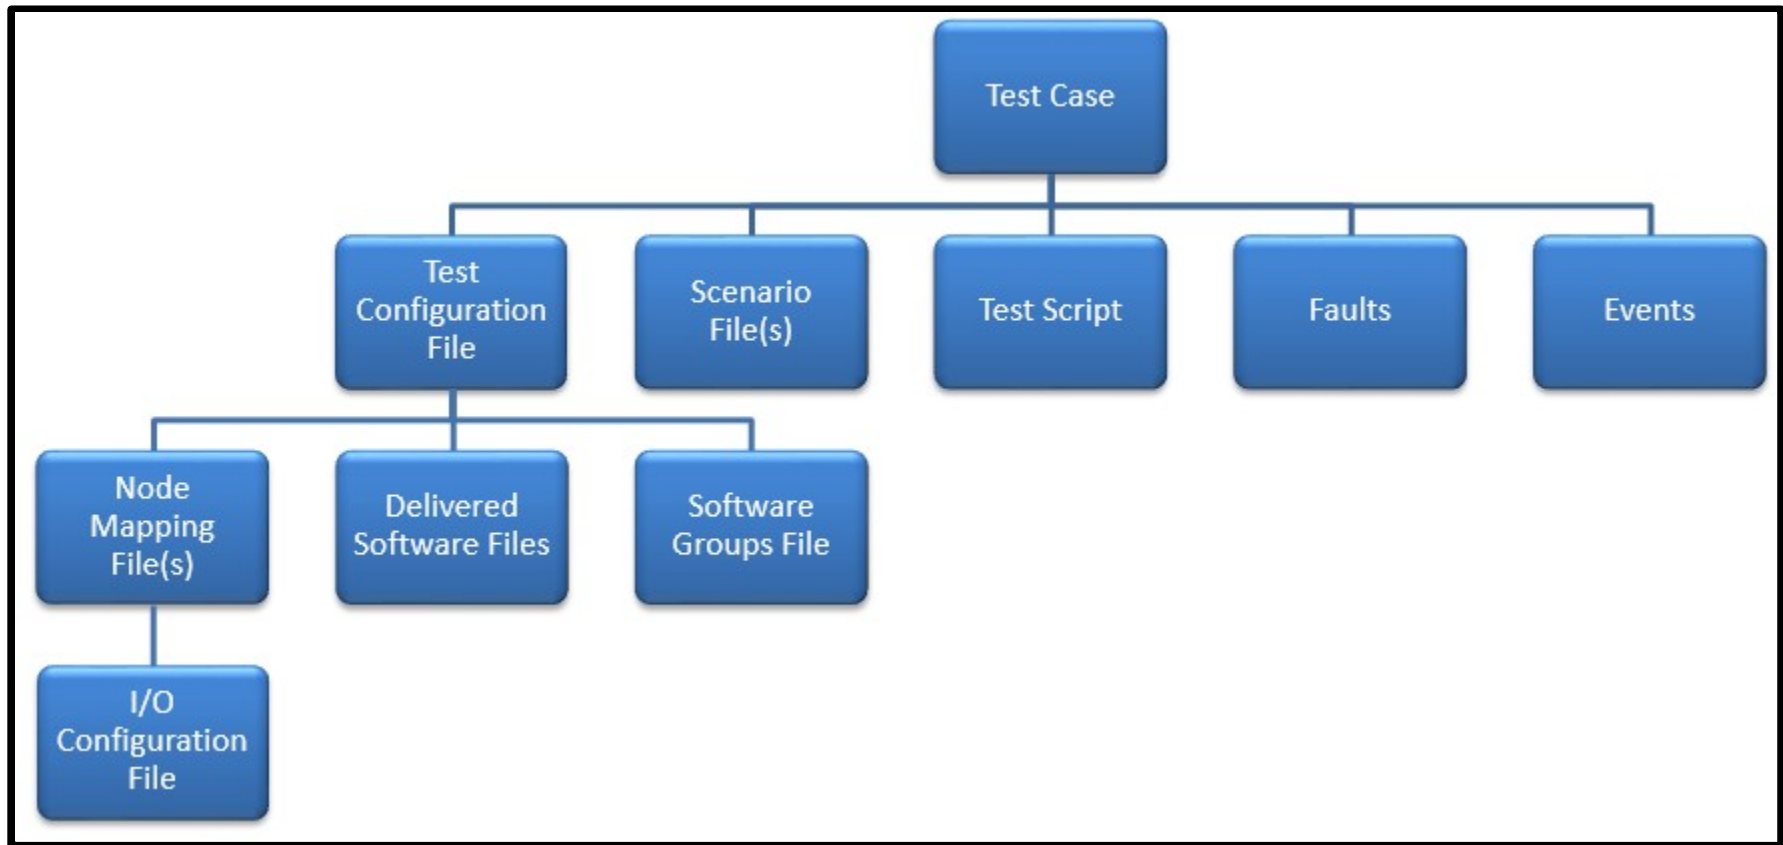 Test Case
Test
Configuration
File
Scenario
File(s)
Test Script
Faults
Events
Node
Mapping
File(s)
Delivered
Software Files
Software
Groups File
I/O
Configuration
File